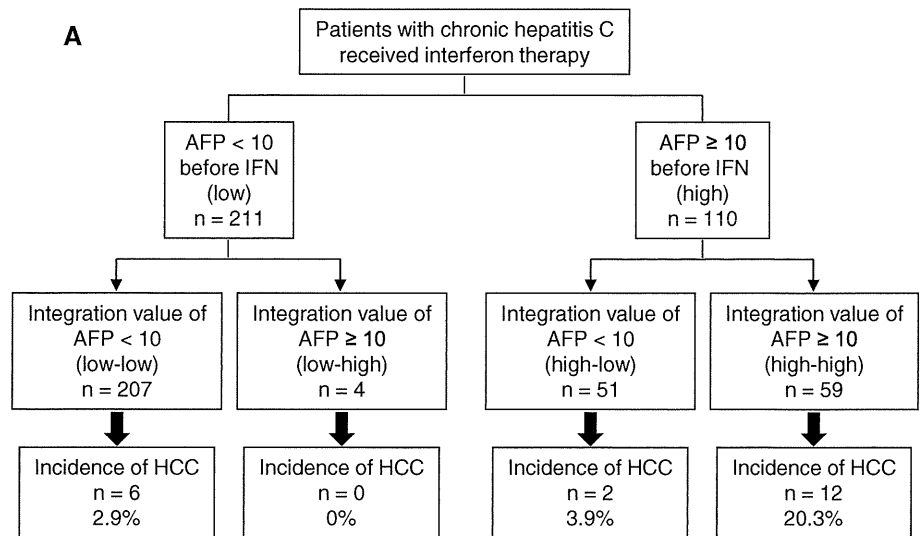 A
Patients with chronic hepatitis C
received interferon therapy
AFP < 10
before IFN
(low)
n = 211
AFP ≥ 10
before IFN
(high)
n = 110
Integration value of
AFP < 10
(low-low)
n = 207
Integration value of
AFP ≥ 10
(low-high)
n = 4
Integration value of
AFP < 10
(high-low)
n = 51
Integration value of
AFP ≥ 10
(high-high)
n = 59
Incidence of HCC
n = 6
2.9%
Incidence of HCC
n = 0
0%
Incidence of HCC
n = 2
3.9%
Incidence of HCC
n = 12
20.3%